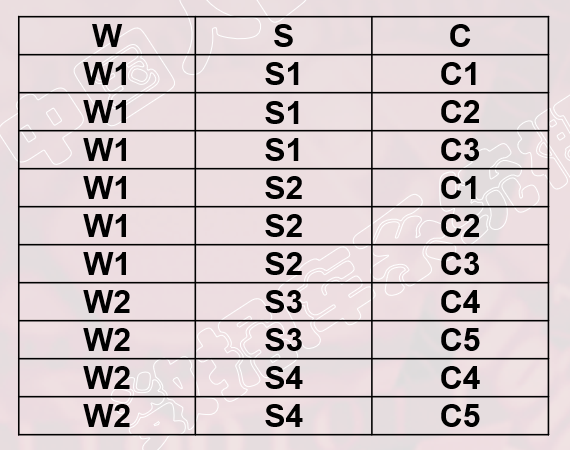 W S C
W1 S1 C1
W1 S1 C2
W1 S1 C3
W1 S2 C1
W1 S2 C2
W1 S2 C3
W2 S3 C4
W2 S3 C5
W2 S4 C4
W2 S4 C5